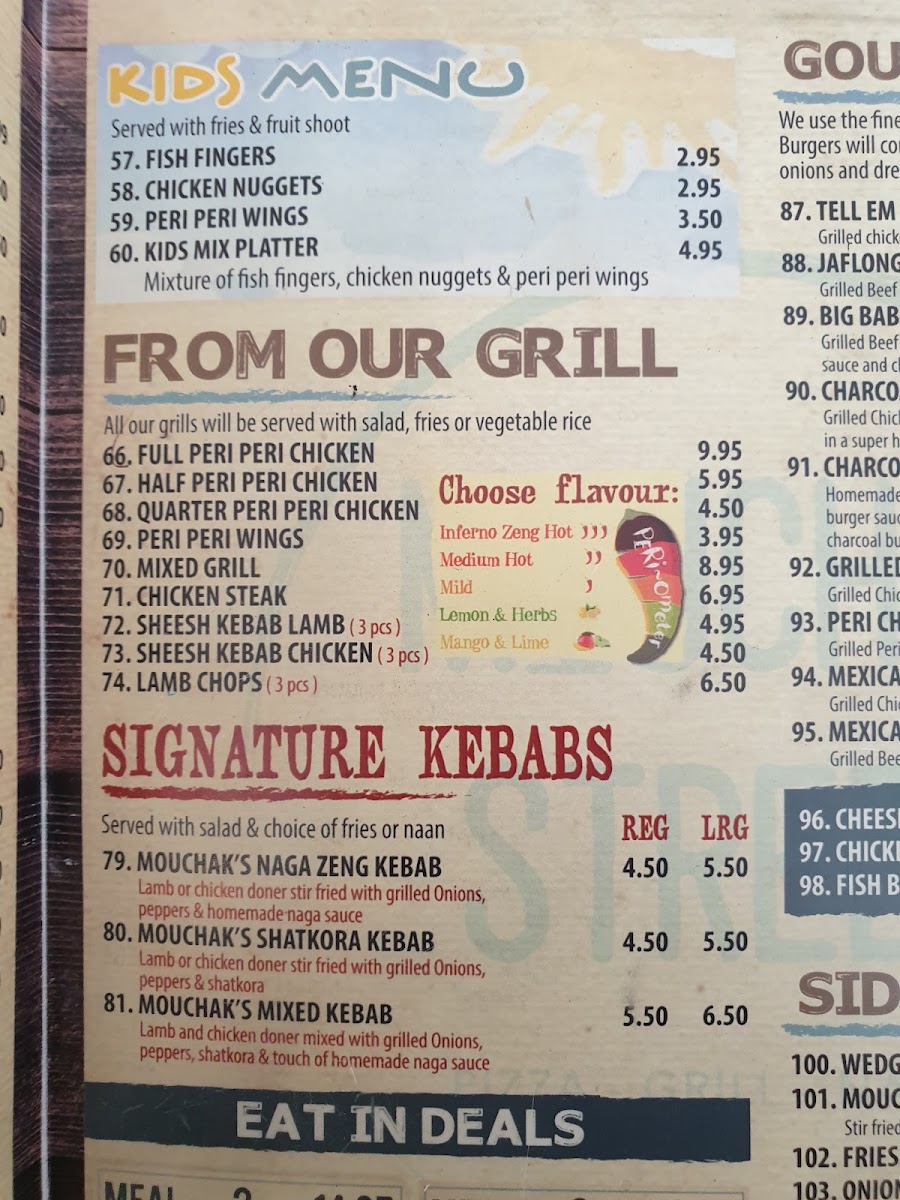 KIDS MENU
Served with fries & fruit shoot
57. FISH FINGERS 2.95
58. CHICKEN NUGGETS 2.95
59. PERI PERI WINGS 3.50
60. KIDS MIX PLATTER 4.95
Mixture of fish fingers, chicken nuggets & peri peri wings
FROM OUR GRILL
All our grills will be served with salad, fries or vegetable rice
66. FULL PERI PERI CHICKEN 9.95
67. HALF PERI PERI CHICKEN 5.95
68. QUARTER PERI PERI CHICKEN 4.50
69. PERI PERI WINGS 3.95
70. MIXED GRILL 8.95
71. CHICKEN STEAK 6.95
72. SHEESH KEBAB LAMB ( 3 pcs ) 4.95
73. SHEESH KEBAB CHICKEN ( 3 pcs ) 4.50
74. LAMB CHOPS ( 3 pcs ) 6.50
Choose flavour:
Inferno Zeng Hot
Medium Hot
Mild
Lemon & Herbs
Mango & Lime
PERi-Ometer
SIGNATURE KEBABS
Served with salad & choice of fries or naan REG LRG
79. MOUCHAK'S NAGA ZENG KEBAB 4.50 5.50
Lamb or chicken doner stir fried with grilled Onions,
peppers & homemade naga sauce
80. MOUCHAK'S SHATKORA KEBAB 4.50 5.50
Lamb or chicken doner stir fried with grilled Onions,
peppers & shatkora
81. MOUCHAK'S MIXED KEBAB 5.50 6.50
Lamb and chicken doner mixed with grilled Onions,
peppers, shatkora & touch of homemade naga sauce
EAT IN DEALS
GOU
We use the fine
Burgers will co
onions and dre
87. TELL EM
Grilled chick
88. JAFLONG
Grilled Beef
89. BIG BAB
Grilled Beef
sauce and c
90. CHARCO
Grilled Chic
in a super h
91. CHARCO
Homemade
burger sauc
charcoal bu
92. GRILLED
Grilled Chic
93. PERI CH
Grilled Peri
94. MEXICA
Grilled Chi
95. MEXICA
Grilled Bee
96. CHEES
97. CHICK
98. FISH B
SID
100. WEDG
101. MOUC
Stir fried
102. FRIES
103. ONION